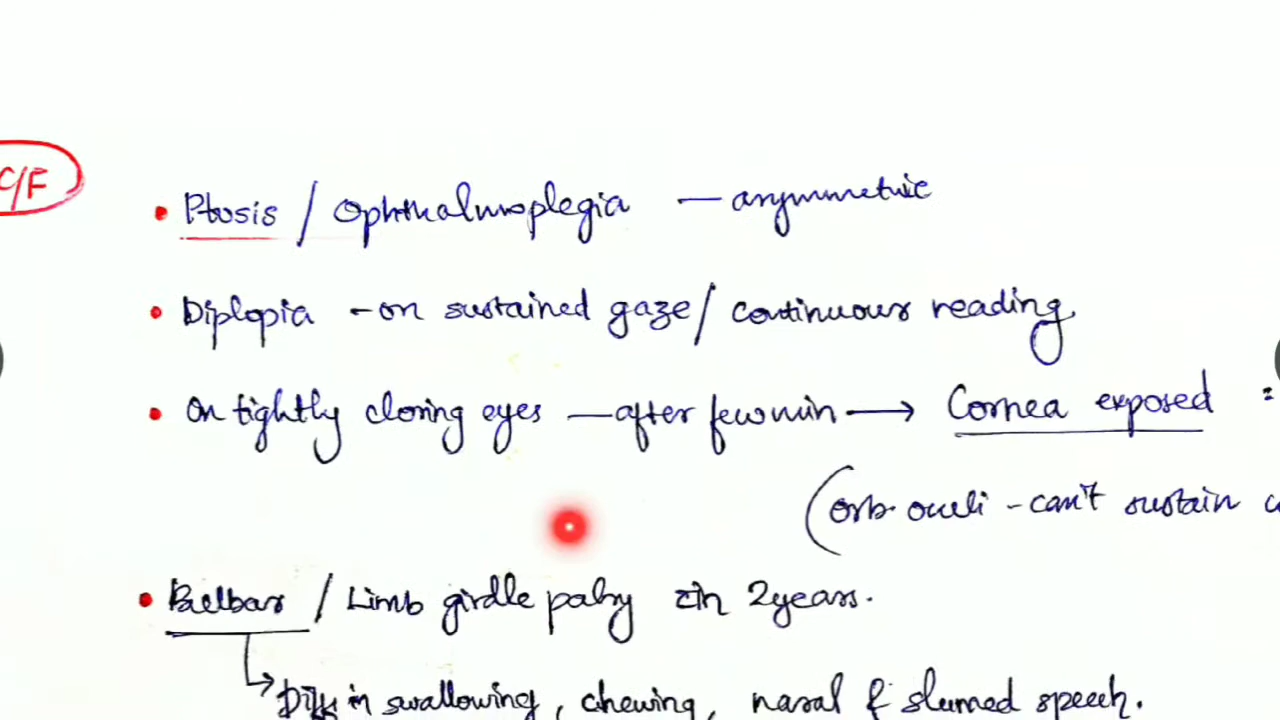 C/F
• Ptosis / Ophthalmoplegia — asymmetric
• Diplopia - on sustained gaze / continuous reading
• On tightly closing eyes — after few min → Cornea exposed =
(orb. oculi - can't sustain
• Bulbar / Limb girdle palsy in 2 years.
↳ Diff in swallowing, chewing, nasal & slurred speech.